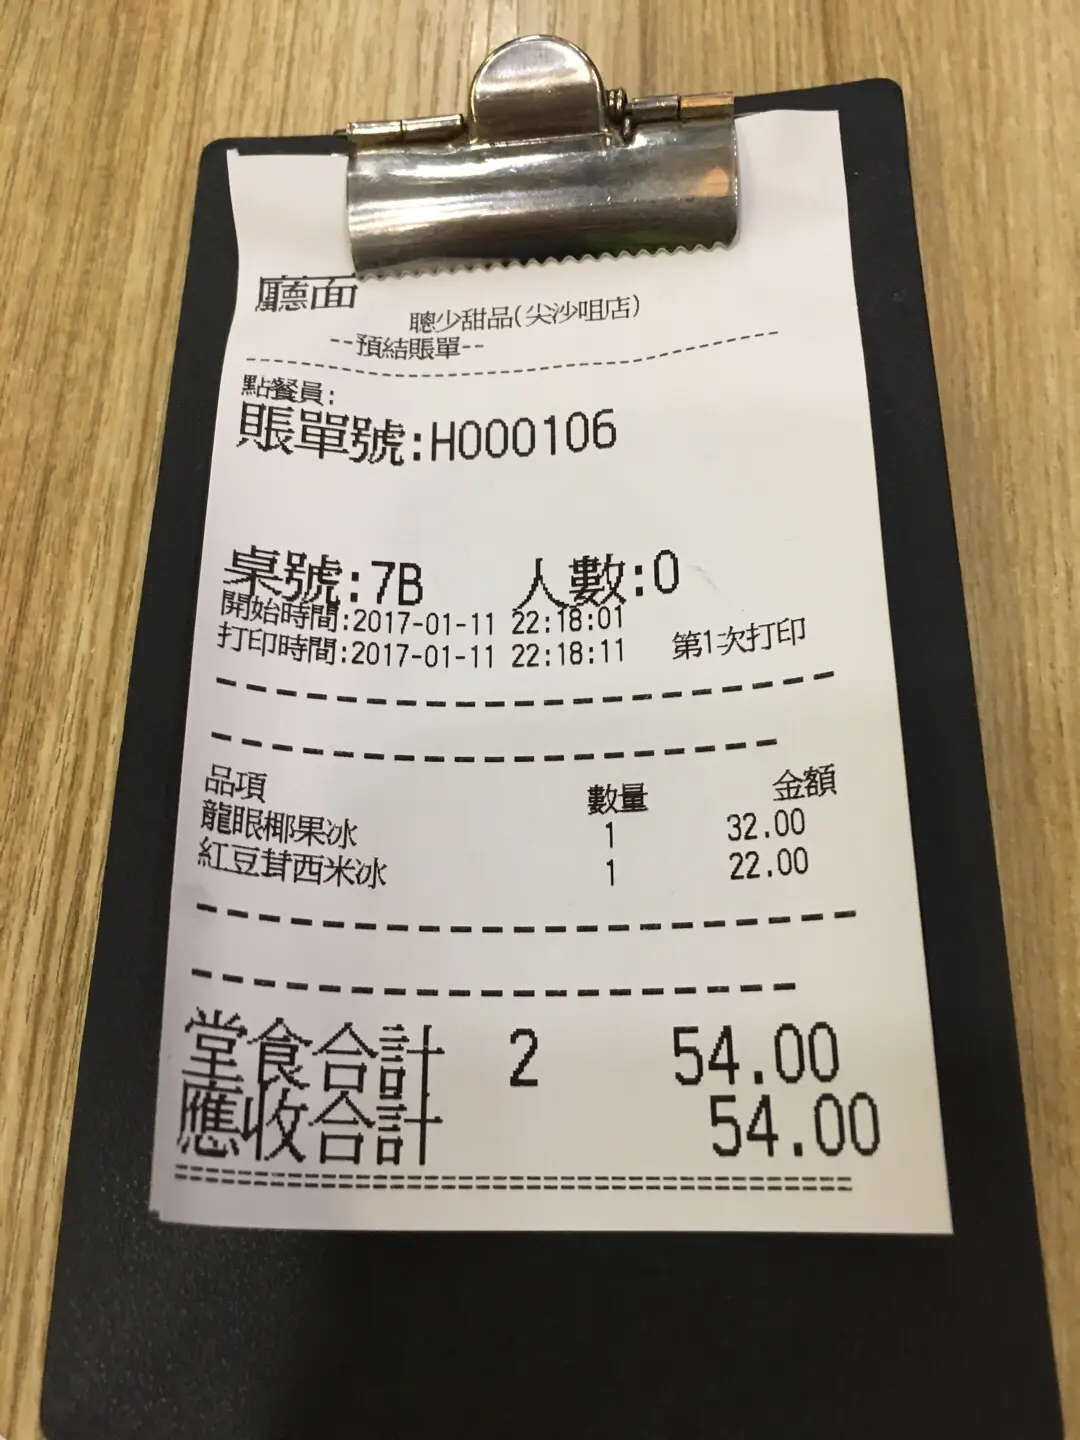 廳面
聰少甜品(尖沙咀店)
--預結賬單--
點餐員:
賬單號:H000106
桌號:7B 人數:0
開始時間:2017-01-11 22:18:01
打印時間:2017-01-11 22:18:11 第1次打印
品項 數量 金額
龍眼椰果冰 1 32.00
紅豆茸西米冰 1 22.00
堂食合計 2 54.00
應收合計 54.00